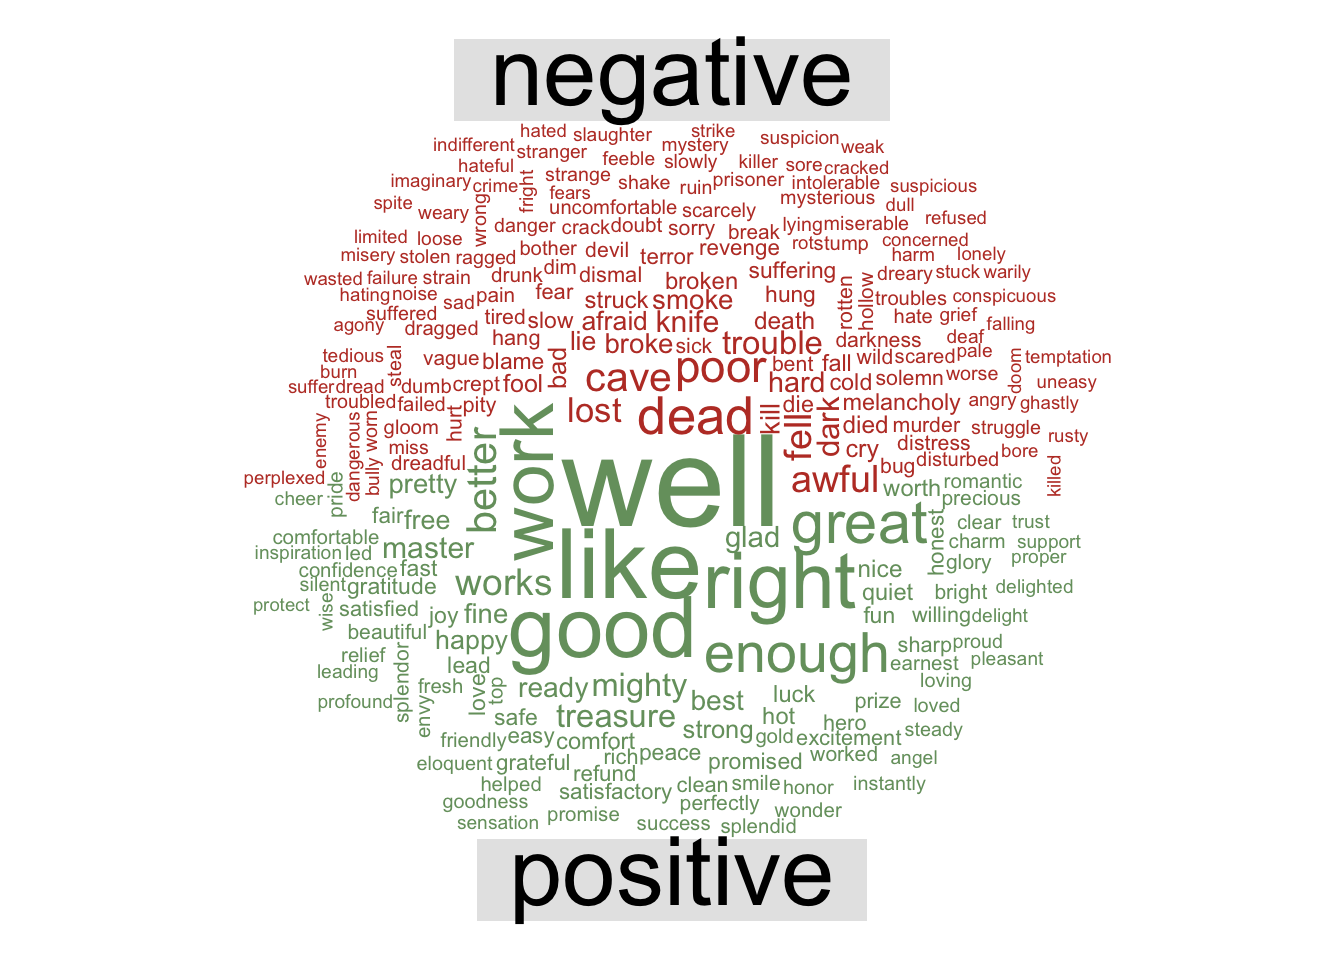 negative
hated slaughter strike suspicion
indifferent stranger mystery weak
hateful feeble slowly killer sore cracked
imaginary crime fright strange shake ruin prisoner intolerable suspicious
spite fears mysterious dull
weary wrong uncomfortable scarcely refused
limited loose danger crack doubt sorry break lying miserable concerned
misery stolen ragged bother devil terror revenge rot stump harm lonely
wasted failure strain drunk dim dismal broken suffering dreary stuck warily
hating noise sad pain fear struck smoke hung rotten hollow troubles conspicuous
suffered tired slow afraid knife death hate grief falling
agony dragged hang lie broke sick trouble darkness deaf
tedious steal vague blame bad cave poor bent fall wild scared pale doom temptation
burn
suffer dread dumb crept fool hard cold solemn worse uneasy
troubled failed pity lost dead kill die melancholy angry ghastly
enemy dangerous bully worn gloom hurt fell dark died murder struggle rusty
miss cry distress bore
perplexed dreadful awful bug disturbed killed
work well
cheer pride pretty better worth romantic
precious
fair free great honest clear trust
comfortable master glad charm support
inspiration led like proper
confidence fast works right nice glory
silent gratitude quiet bright delighted
protect wise satisfied joy fine good fun willing delight
beautiful happy enough sharp proud
relief splendor lead earnest pleasant
leading fresh love top ready mighty loving
profound envy best luck prize loved
safe treasure strong hot hero steady
friendly easy comfort gold excitement
eloquent grateful rich peace promised worked angel
refund
helped satisfactory clean smile honor instantly
goodness promise perfectly wonder
sensation success splendid
positive